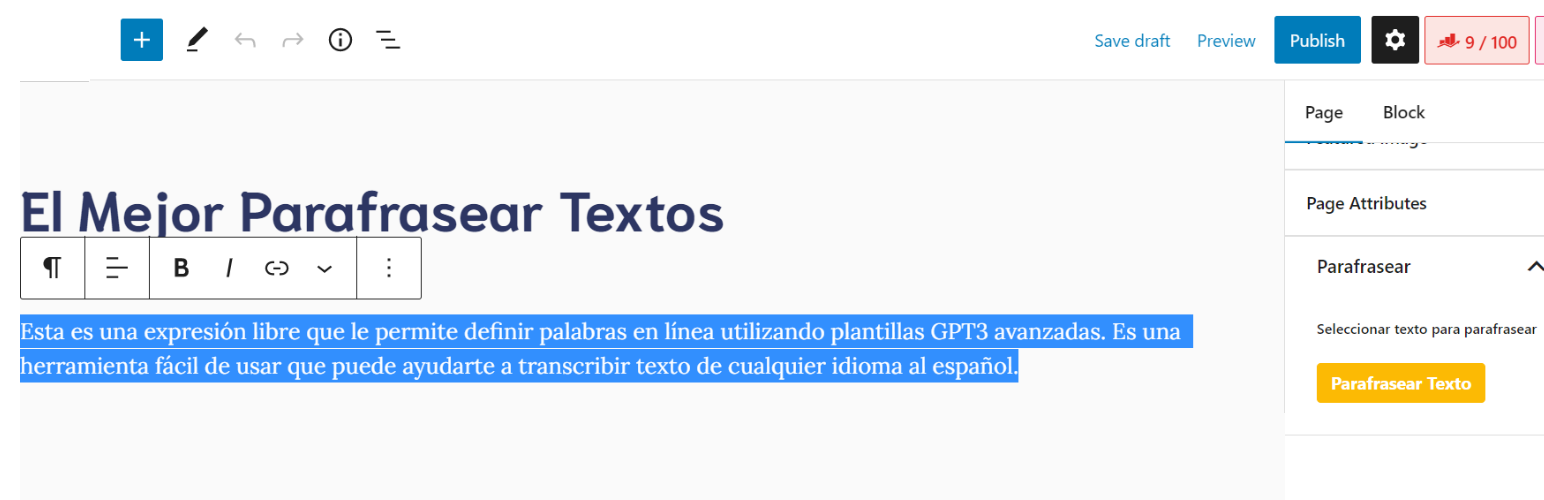 Save draft Preview Publish 9 / 100
Page Block
Featured image
Page Attributes
El Mejor Parafrasear Textos
Parafrasear
B I
Esta es una expresión libre que le permite definir palabras en línea utilizando plantillas GPT3 avanzadas. Es una
herramienta fácil de usar que puede ayudarte a transcribir texto de cualquier idioma al español.
Seleccionar texto para parafrasear
Parafrasear Texto